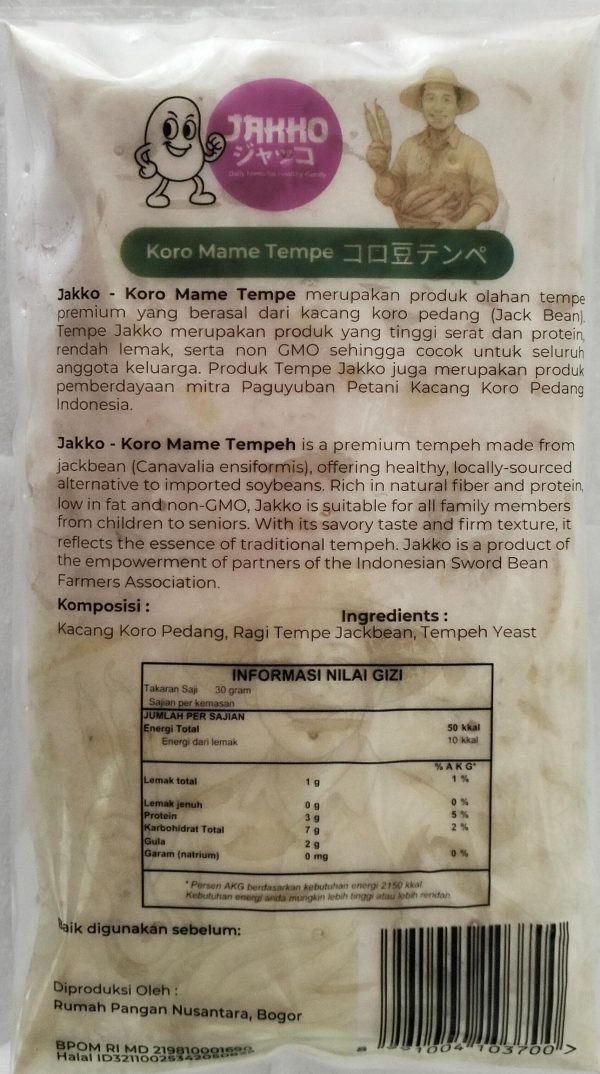 JAKKO
ジャッコ
Koro Mame Tempe コロ豆テンペ
Jakko - Koro Mame Tempe merupakan produk olahan tempe
premium yang berasal dari kacang koro pedang (Jack Bean).
Tempe Jakko merupakan produk yang tinggi serat dan protein,
rendah lemak, serta non GMO sehingga cocok untuk seluruh
anggota keluarga. Produk Tempe Jakko juga merupakan produk
pemberdayaan mitra Paguyuban Petani Kacang Koro Pedang
Indonesia.
Jakko - Koro Mame Tempeh is a premium tempeh made from
jackbean (Canavalia ensiformis), offering healthy, locally-sourced
alternative to imported soybeans. Rich in natural fiber and protein,
low in fat and non-GMO, Jakko is suitable for all family members
from children to seniors. With its savory taste and firm texture, it
reflects the essence of traditional tempeh. Jakko is a product of
the empowerment of partners of the Indonesian Sword Bean
Farmers Association.
Komposisi :
Ingredients :
Kacang Koro Pedang, Ragi Tempe Jackbean, Tempeh Yeast
INFORMASI NILAI GIZI
Takaran Saji 30 gram
Sajian per kemasan
JUMLAH PER SAJIAN
Energi Total 50 kkal
Energi dari lemak 10 kkal
% A K G*
Lemak total 1 g 1 %
Lemak jenuh 0 g 0 %
Protein 3 g 5 %
Karbohidrat Total 7 g 2 %
Gula 2 g
Garam (natrium) 0 mg 0 %
* Persen AKG berdasarkan kebutuhan energi 2150 kkal
Kebutuhan energi anda mungkin lebih tinggi atau lebih rendah
Baik digunakan sebelum:
Diproduksi Oleh :
Rumah Pangan Nusantara, Bogor
BPOM RI MD
Halal
1004 103700 >